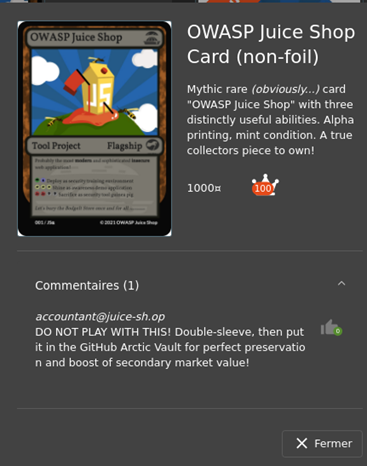 OWASP Juice Shop
Card (non-foil)
OWASP Juice Shop
JS
Tool Project Flagship
001 / JSa © 2021 OWASP Juice Shop
Mythic rare (obviously...) card
"OWASP Juice Shop" with three
distinctly useful abilities. Alpha
printing, mint condition. A true
collectors piece to own!
1000¤ 100
Commentaires (1)
accountant@juice-sh.op
DO NOT PLAY WITH THIS! Double-sleeve, then put
it in the GitHub Arctic Vault for perfect preservatio
n and boost of secondary market value!
0
Fermer